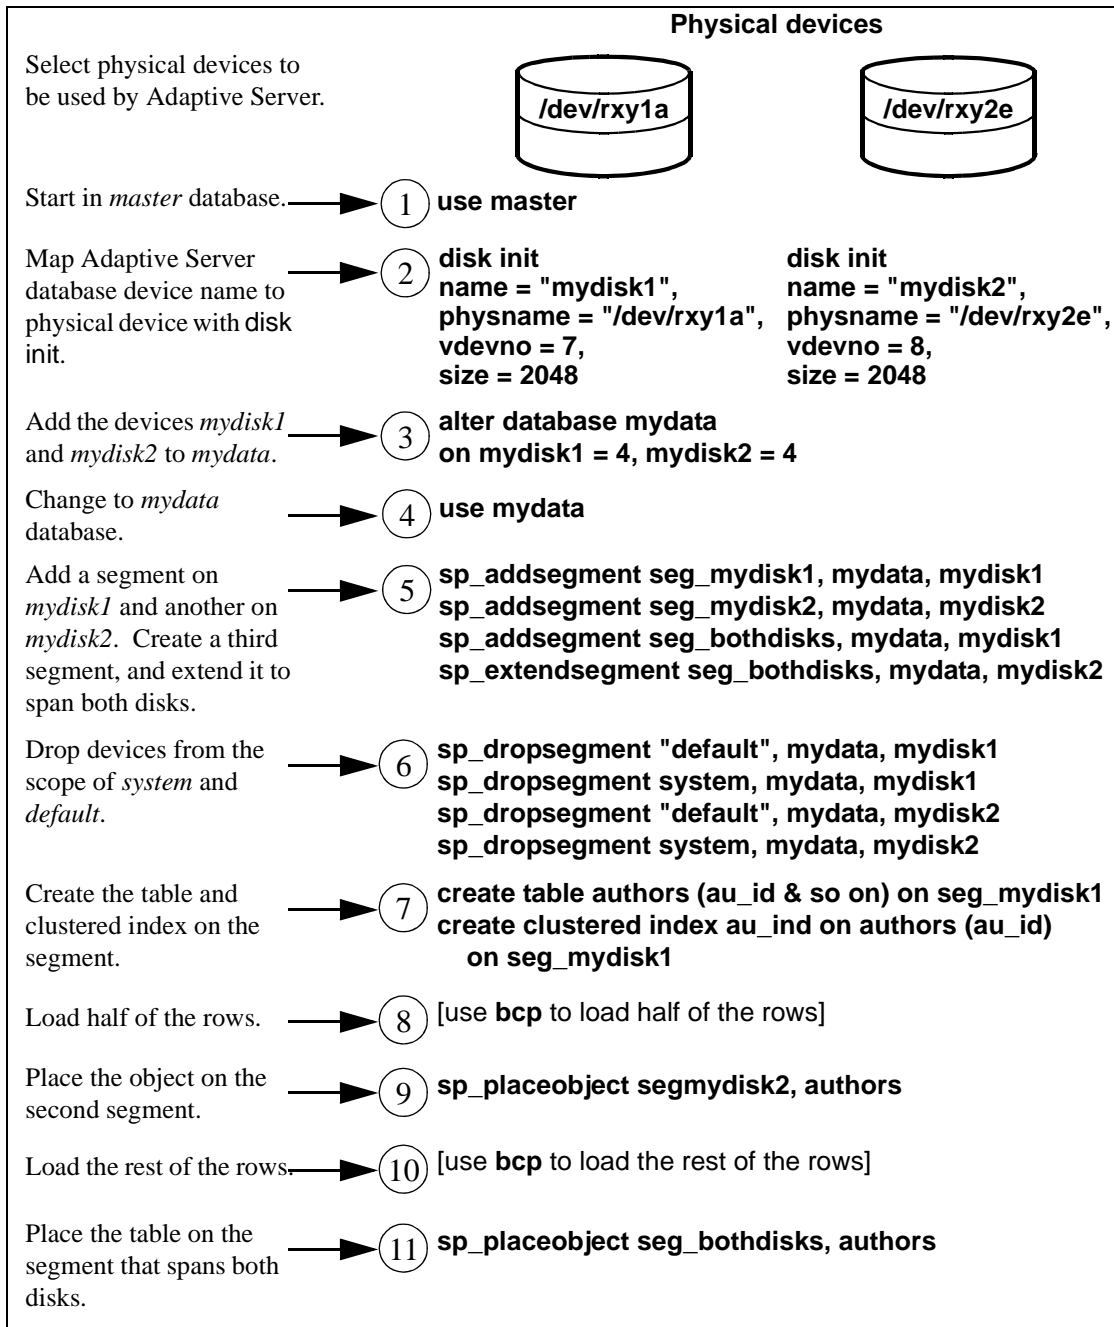 Physical devices
Select physical devices to
be used by Adaptive Server.
/dev/rxy1a
/dev/rxy2e
Start in master database.
1
use master
Map Adaptive Server
database device name to
physical device with disk
init.
2
disk init
name = "mydisk1",
physname = "/dev/rxy1a",
vdevno = 7,
size = 2048
disk init
name = "mydisk2",
physname = "/dev/rxy2e",
vdevno = 8,
size = 2048
Add the devices mydisk1
and mydisk2 to mydata.
3
alter database mydata
on mydisk1 = 4, mydisk2 = 4
Change to mydata
database.
4
use mydata
Add a segment on
mydisk1 and another on
mydisk2. Create a third
segment, and extend it to
span both disks.
5
sp_addsegment seg_mydisk1, mydata, mydisk1
sp_addsegment seg_mydisk2, mydata, mydisk2
sp_addsegment seg_bothdisks, mydata, mydisk1
sp_extendsegment seg_bothdisks, mydata, mydisk2
Drop devices from the
scope of system and
default.
6
sp_dropsegment "default", mydata, mydisk1
sp_dropsegment system, mydata, mydisk1
sp_dropsegment "default", mydata, mydisk2
sp_dropsegment system, mydata, mydisk2
Create the table and
clustered index on the
segment.
7
create table authors (au_id & so on) on seg_mydisk1
create clustered index au_ind on authors (au_id)
on seg_mydisk1
Load half of the rows.
8
[use bcp to load half of the rows]
Place the object on the
second segment.
9
sp_placeobject segmydisk2, authors
Load the rest of the rows.
10
[use bcp to load the rest of the rows]
Place the table on the
segment that spans both
disks.
11
sp_placeobject seg_bothdisks, authors